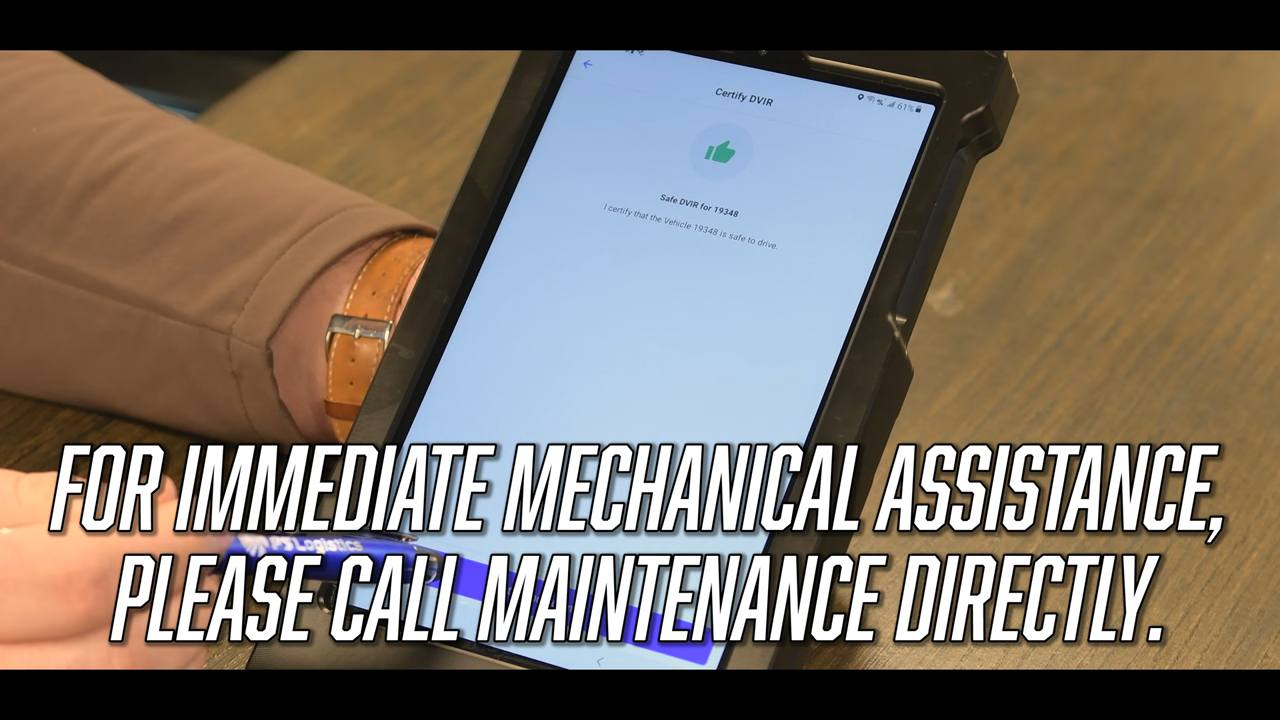 Certify DVIR
61%
Safe DVIR for 19348
I certify that the Vehicle 19348 is safe to drive.
FOR IMMEDIATE MECHANICAL ASSISTANCE,
PLEASE CALL MAINTENANCE DIRECTLY.
Logistics